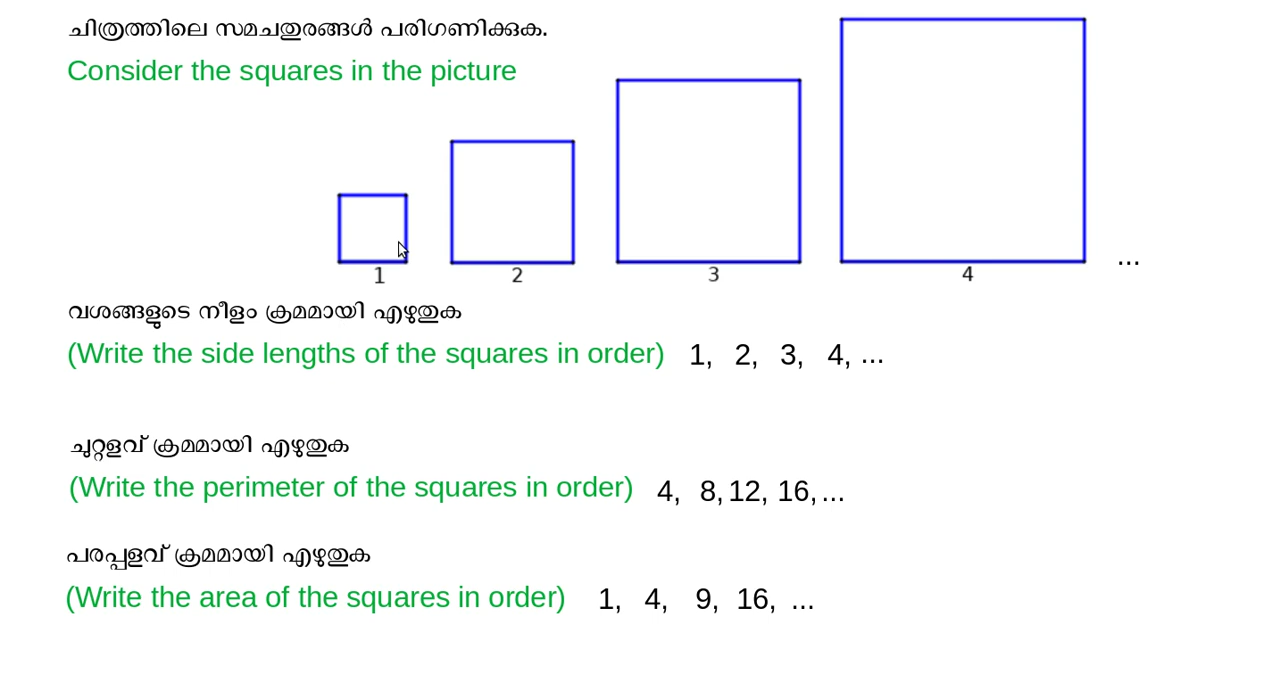 ചിത്രത്തിലെ സമചതുരങ്ങൾ പരിഗണിക്കുക.
Consider the squares in the picture
1 2 3 4 ...
വശങ്ങളുടെ നീളം ക്രമമായി എഴുതുക
(Write the side lengths of the squares in order) 1, 2, 3, 4, ...
ചുറ്റളവ് ക്രമമായി എഴുതുക
(Write the perimeter of the squares in order) 4, 8, 12, 16, ...
പരപ്പളവ് ക്രമമായി എഴുതുക
(Write the area of the squares in order) 1, 4, 9, 16, ...